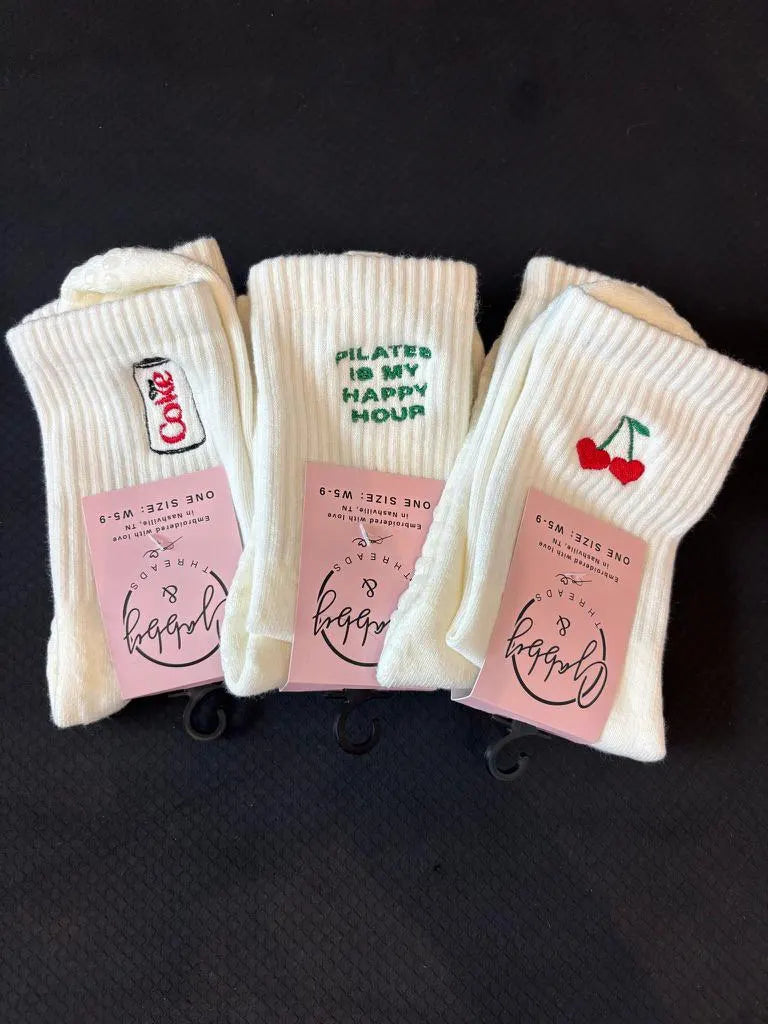 Coke
PILATES
IS MY
HAPPY
HOUR
Gabby
&
THREADS
Embroidered with love
in Nashville, TN
ONE SIZE: W5-9
Gabby
&
THREADS
Embroidered with love
in Nashville, TN
ONE SIZE: W5-9
Gabby
&
THREADS
Embroidered with love
in Nashville, TN
ONE SIZE: W5-9